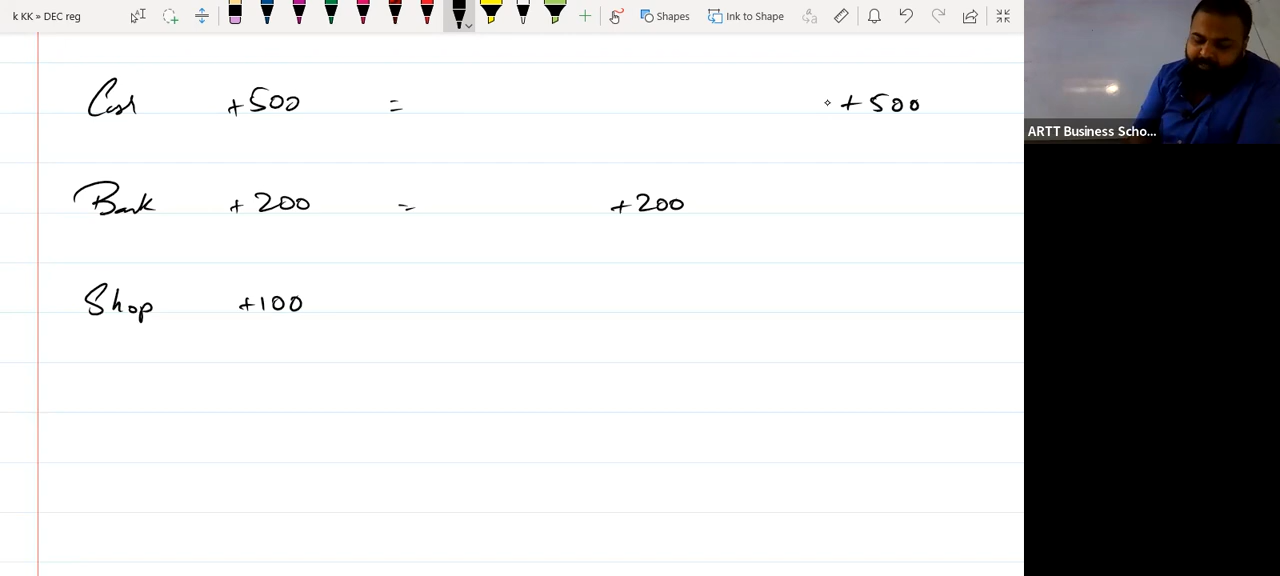 k KK » DEC reg Shapes Ink to Shape
Cash +500 = +500
ARTT Business Scho...
Bank +200 = +200
Shop +100